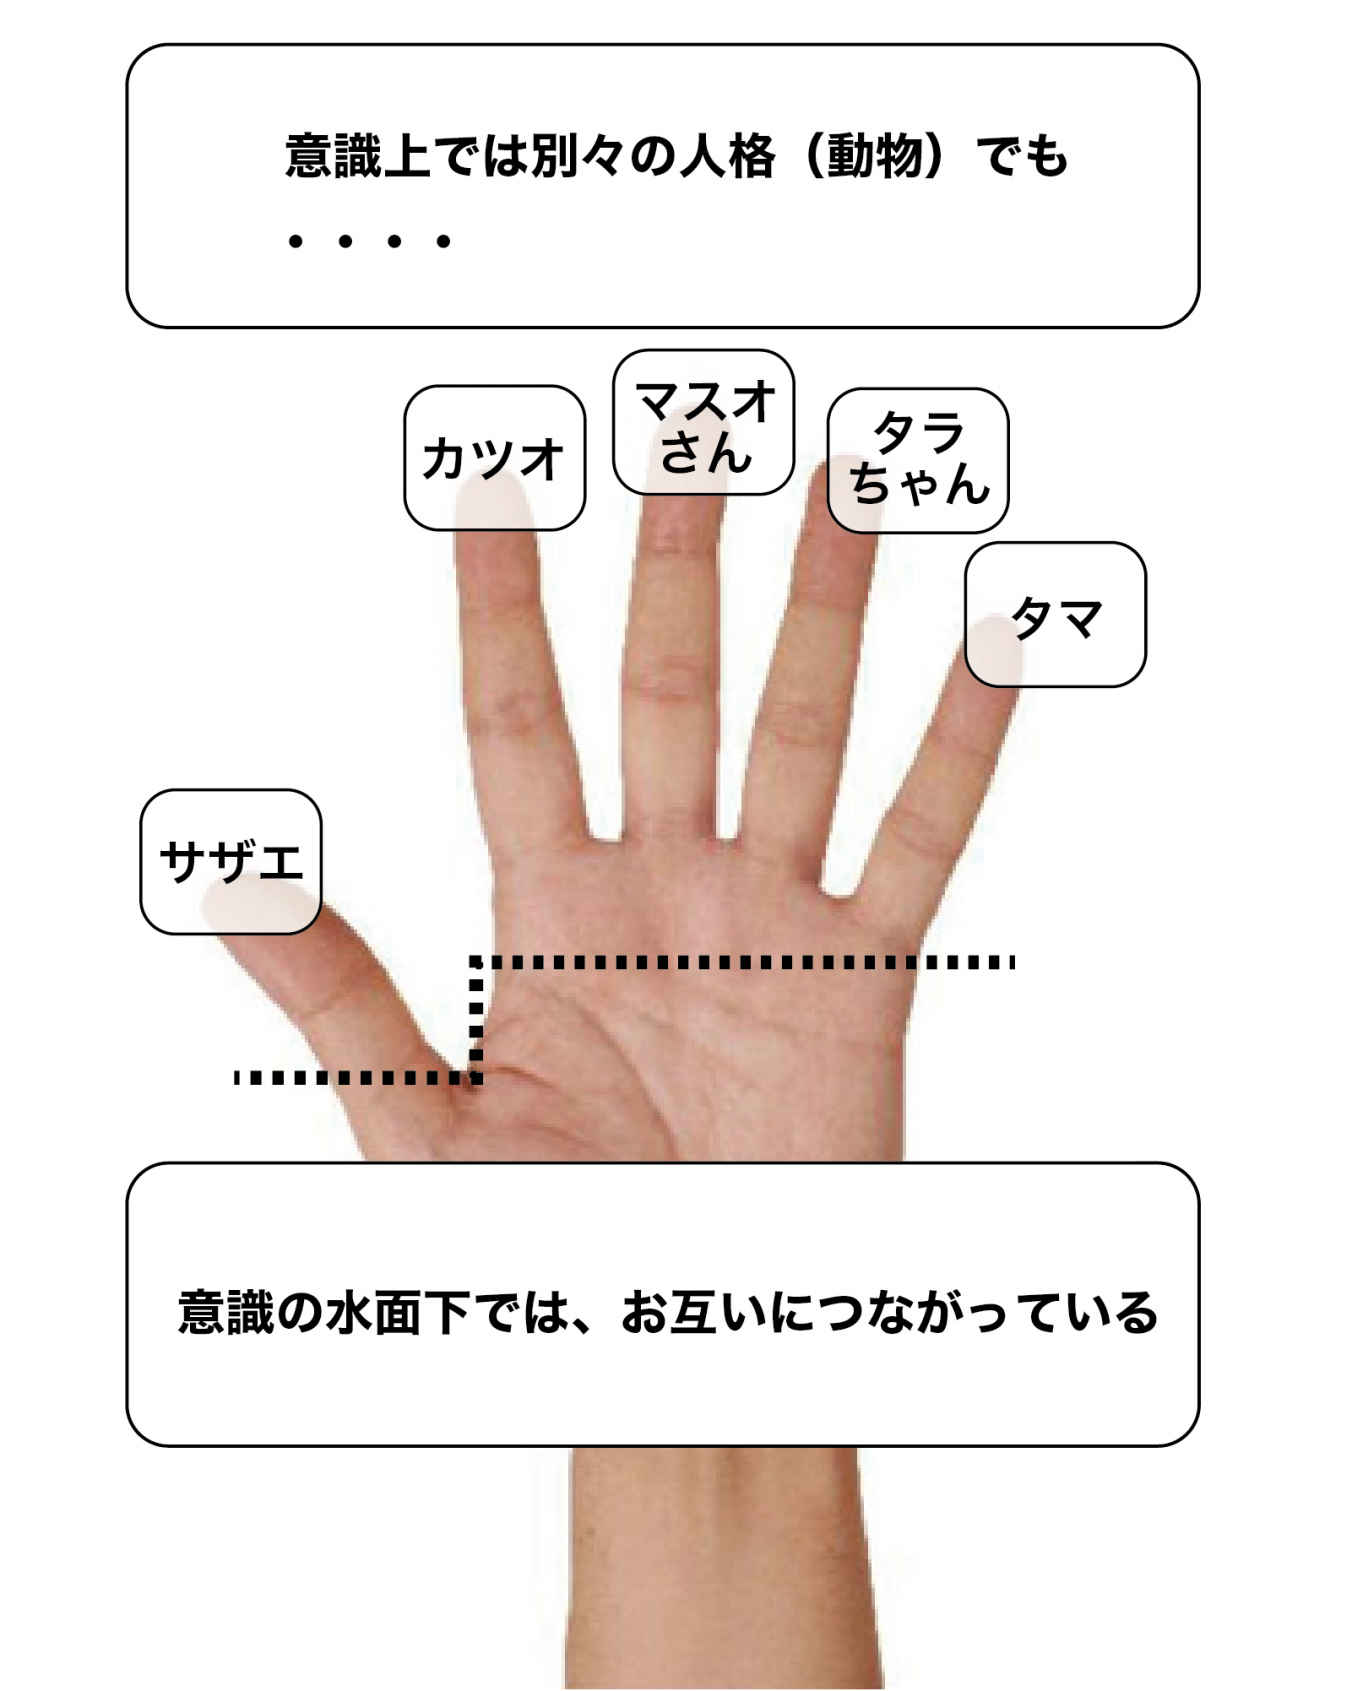 意識上では別々の人格（動物）でも
・・・・
カツオ
マスオ
さん
タラ
ちゃん
タマ
サザエ
意識の水面下では、お互いにつながっている